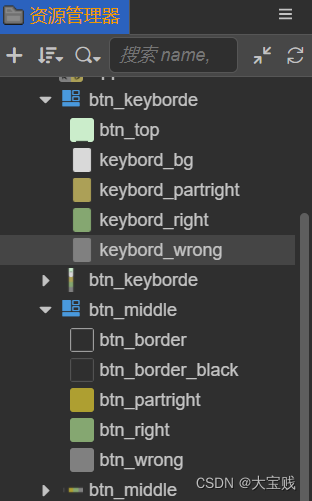 资源管理器
搜索 name,
btn_keyborde
btn_top
keybord_bg
keybord_partright
keybord_right
keybord_wrong
btn_keyborde
btn_middle
btn_border
btn_border_black
btn_partright
btn_right
btn_wrong
btn_middle
CSDN @大宝贱